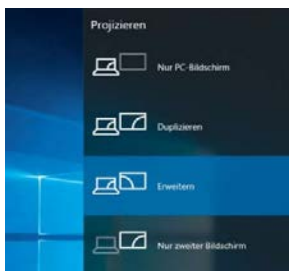 Projizieren
Nur PC-Bildschirm
Duplizieren
Erweitern
Nur zweiter Bildschirm